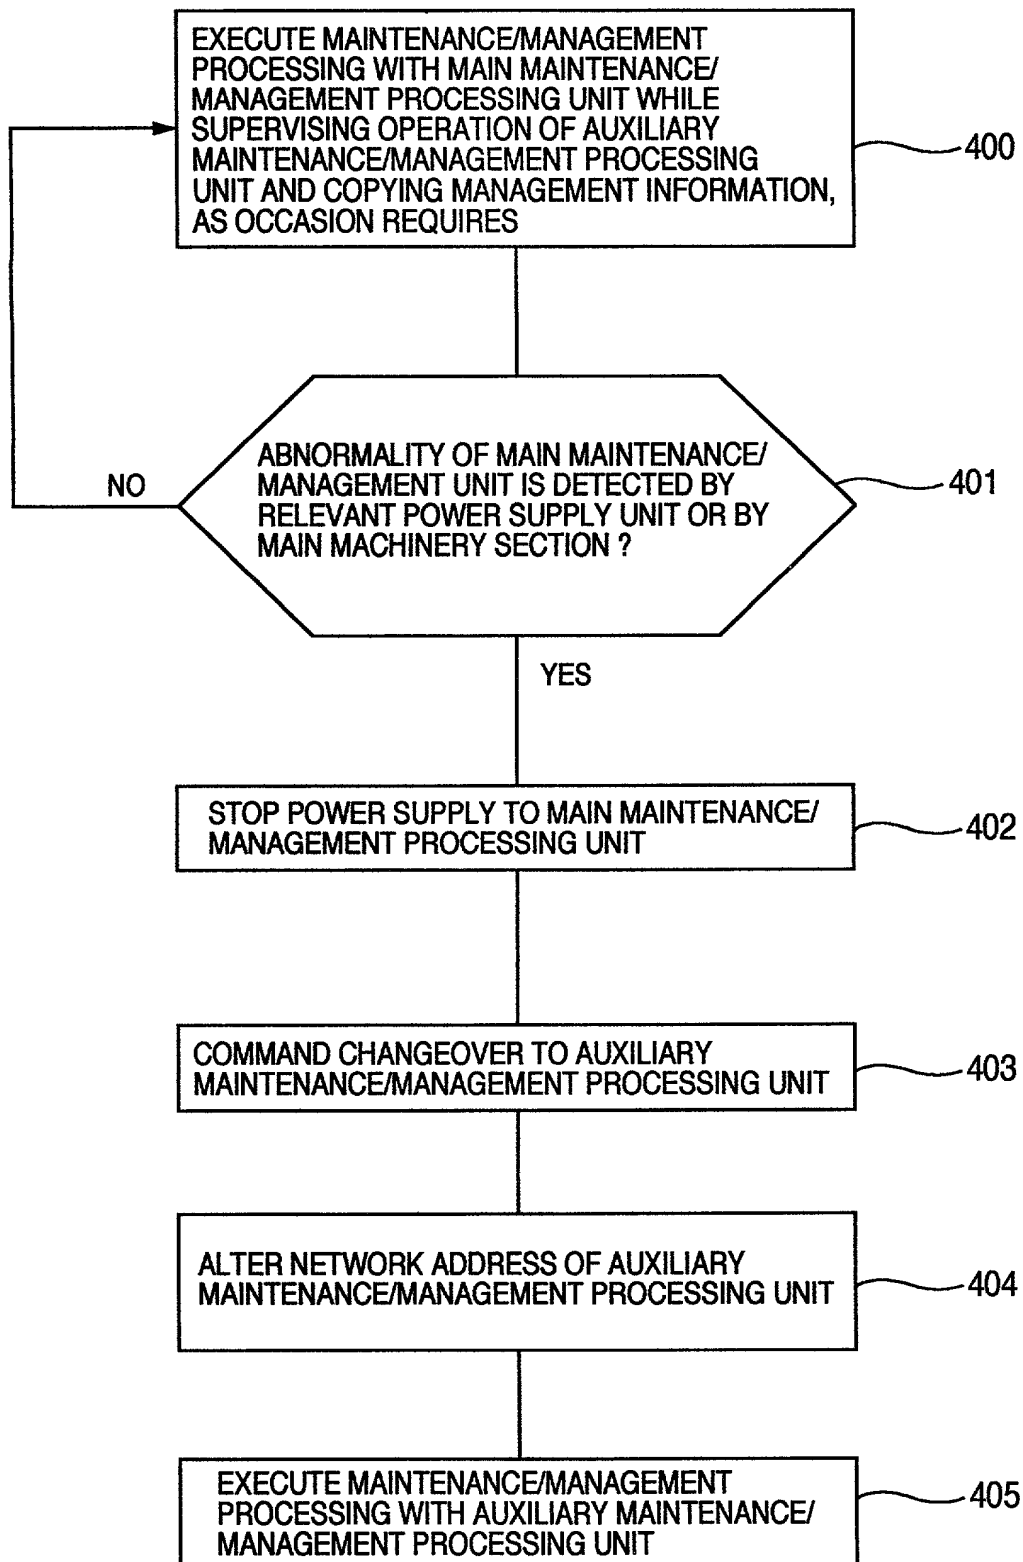 EXECUTE MAINTENANCE/MANAGEMENT
PROCESSING WITH MAIN MAINTENANCE/
MANAGEMENT PROCESSING UNIT WHILE
SUPERVISING OPERATION OF AUXILIARY
MAINTENANCE/MANAGEMENT PROCESSING
UNIT AND COPYING MANAGEMENT INFORMATION,
AS OCCASION REQUIRES
400
ABNORMALITY OF MAIN MAINTENANCE/
MANAGEMENT UNIT IS DETECTED BY
RELEVANT POWER SUPPLY UNIT OR BY
MAIN MACHINERY SECTION ?
401
NO
YES
STOP POWER SUPPLY TO MAIN MAINTENANCE/
MANAGEMENT PROCESSING UNIT
402
COMMAND CHANGEOVER TO AUXILIARY
MAINTENANCE/MANAGEMENT PROCESSING UNIT
403
ALTER NETWORK ADDRESS OF AUXILIARY
MAINTENANCE/MANAGEMENT PROCESSING UNIT
404
EXECUTE MAINTENANCE/MANAGEMENT
PROCESSING WITH AUXILIARY MAINTENANCE/
MANAGEMENT PROCESSING UNIT
405